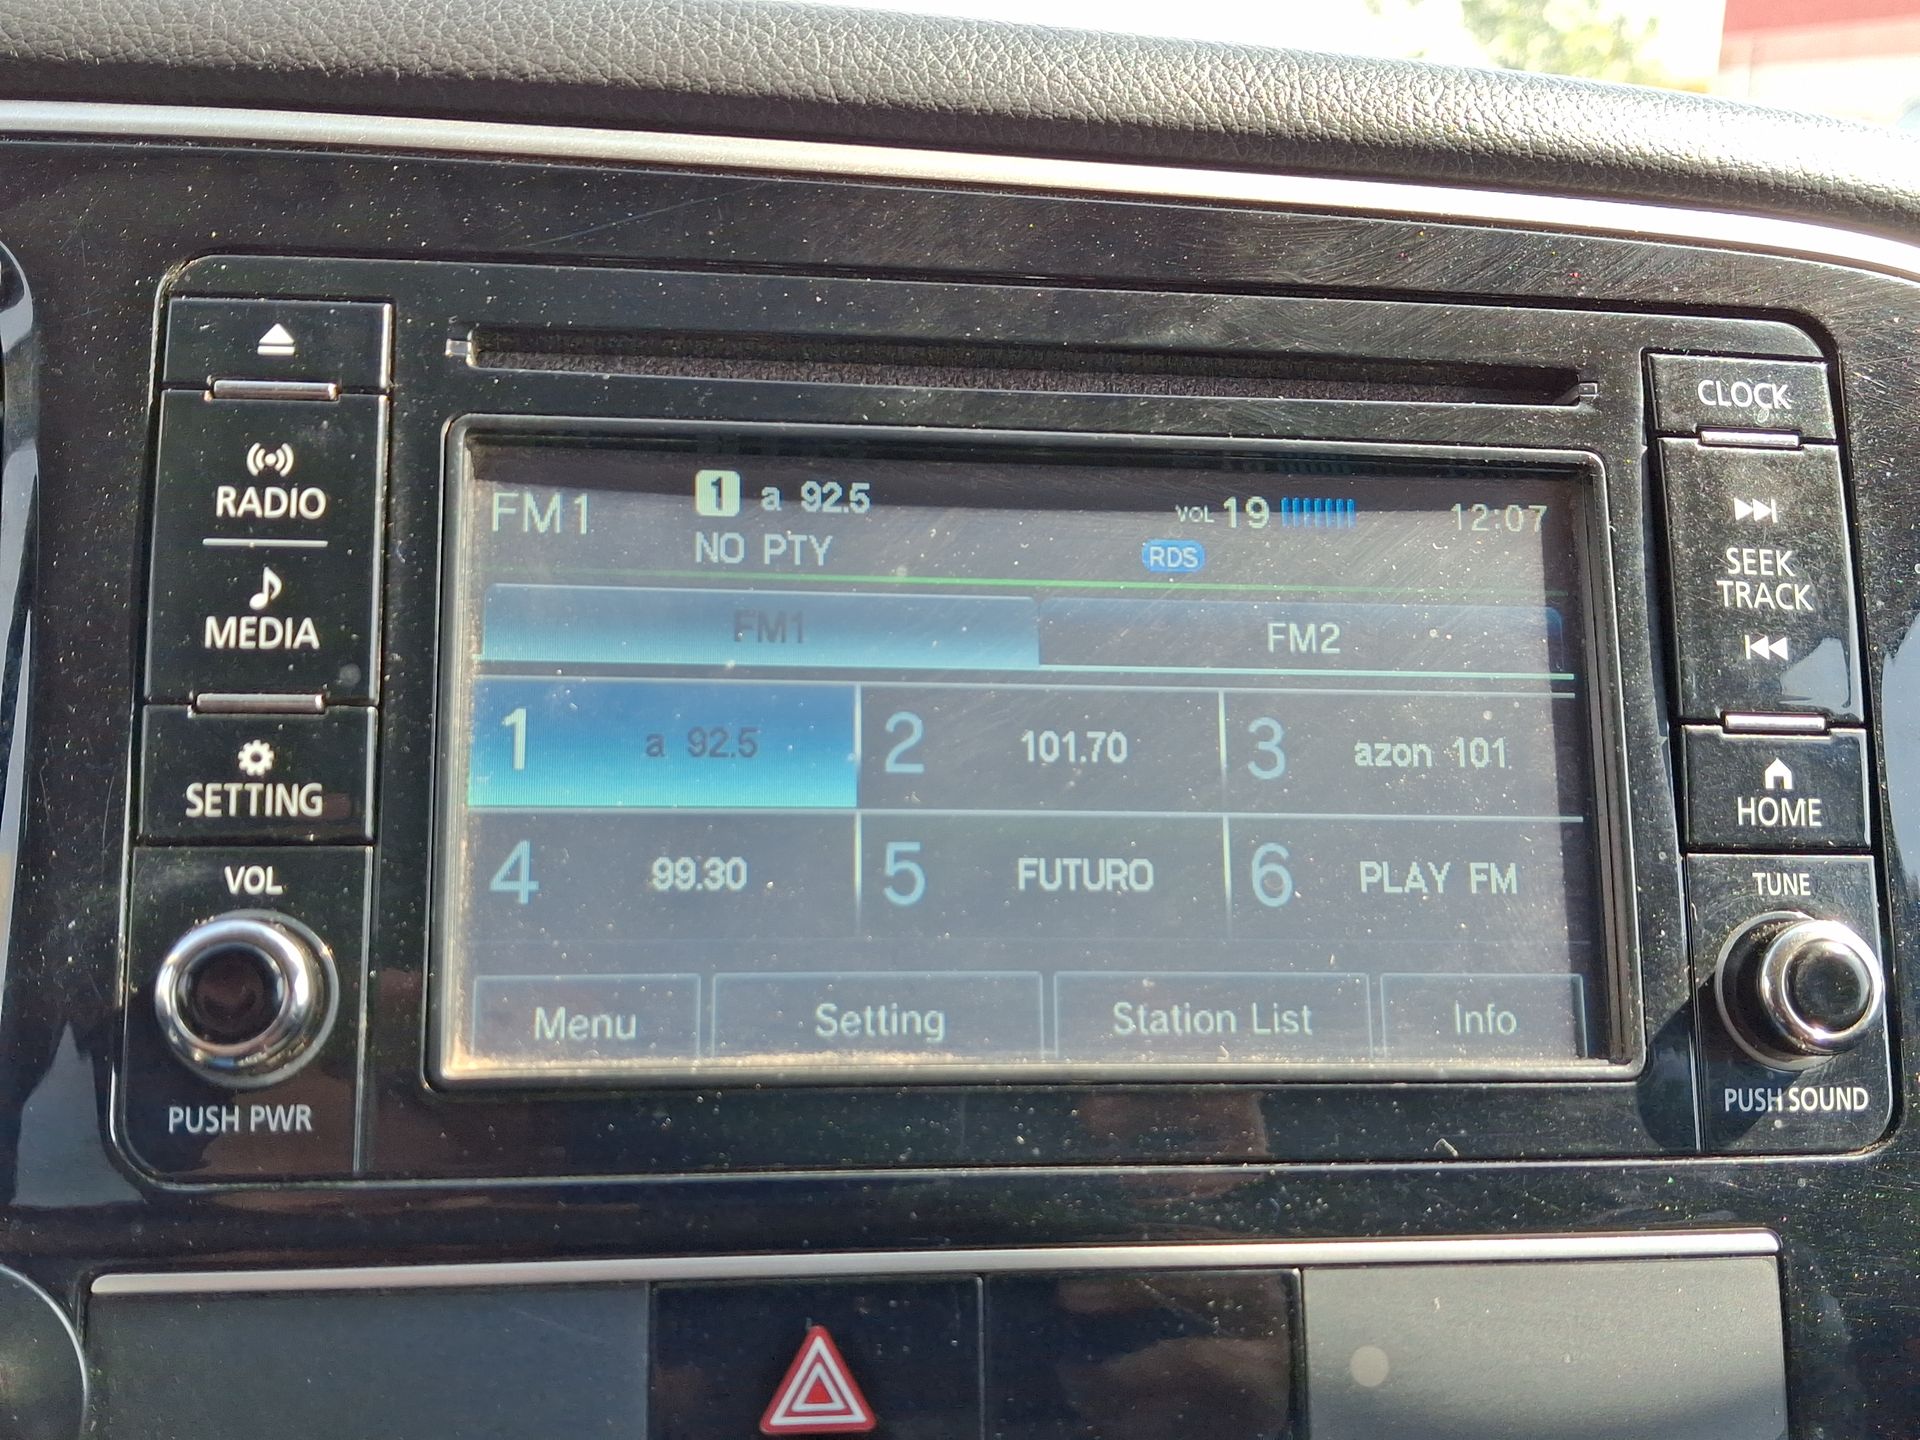 CLOCK
RADIO
MEDIA
SETTING
VOL
PUSH PWR
FM1
1 a 92.5
NO PTY
VOL 19
RDS
12:07
FM1
FM2
1 a 92.5
2 101.70
3 azon 101
4 99.30
5 FUTURO
6 PLAY FM
Menu
Setting
Station List
Info
SEEK
TRACK
HOME
TUNE
PUSH SOUND